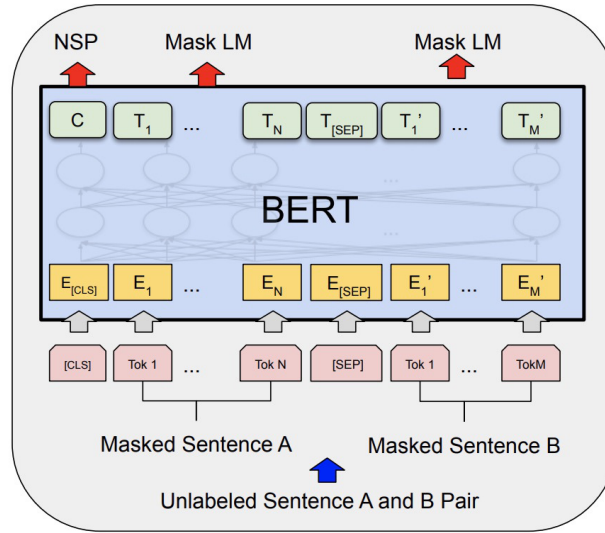 NSP Mask LM Mask LM
C T1 ... TN T[SEP] T1' ... TM'
...
BERT
...
E[CLS] E1 ... EN E[SEP] E1' ... EM'
[CLS] Tok 1 ... Tok N [SEP] Tok 1 ... TokM
Masked Sentence A Masked Sentence B
Unlabeled Sentence A and B Pair